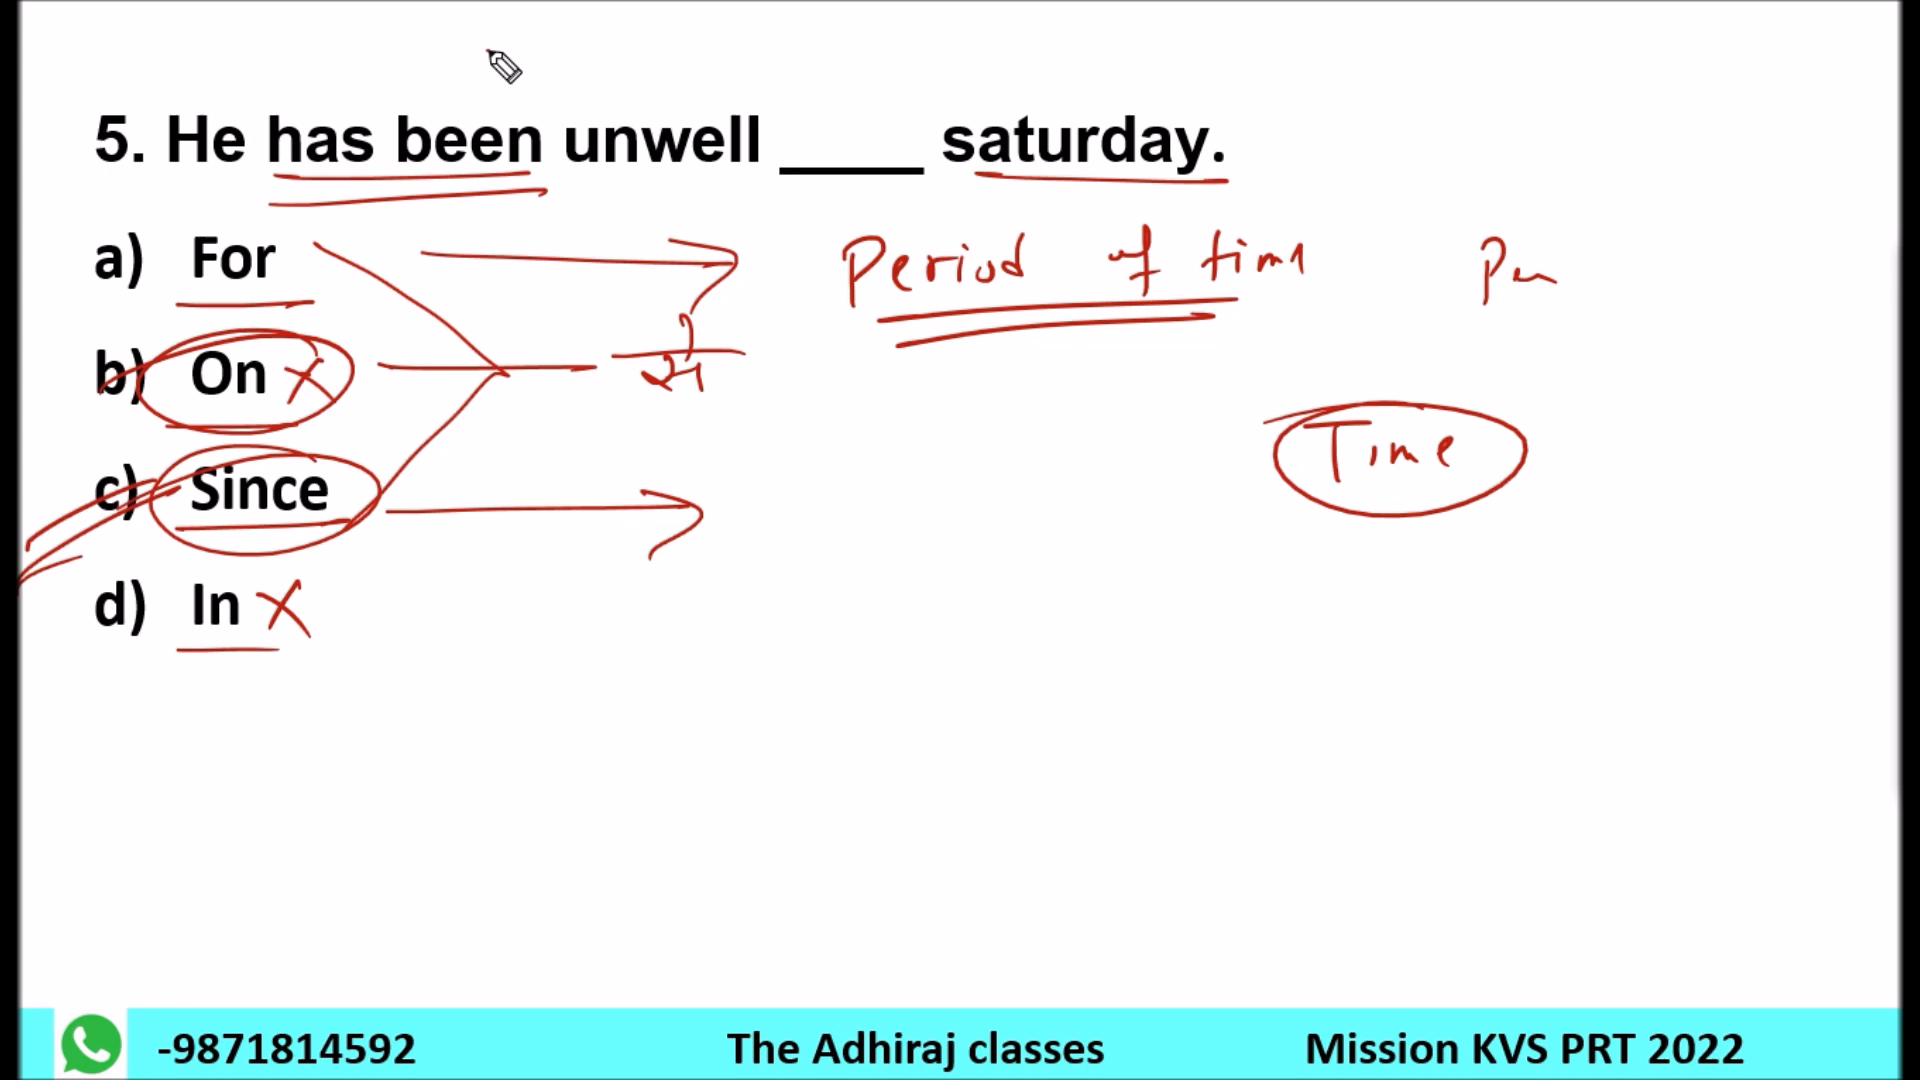 5. He has been unwell ____ saturday.
a) For
Period of time
b) On
c) Since
Time
d) In
-9871814592 The Adhiraj classes Mission KVS PRT 2022